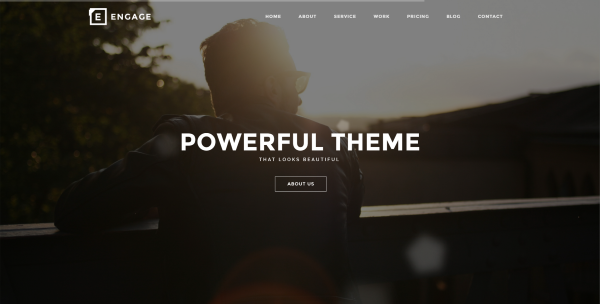 E ENGAGE
HOME ABOUT SERVICE WORK PRICING BLOG CONTACT
POWERFUL THEME
THAT LOOKS BEAUTIFUL
ABOUT US